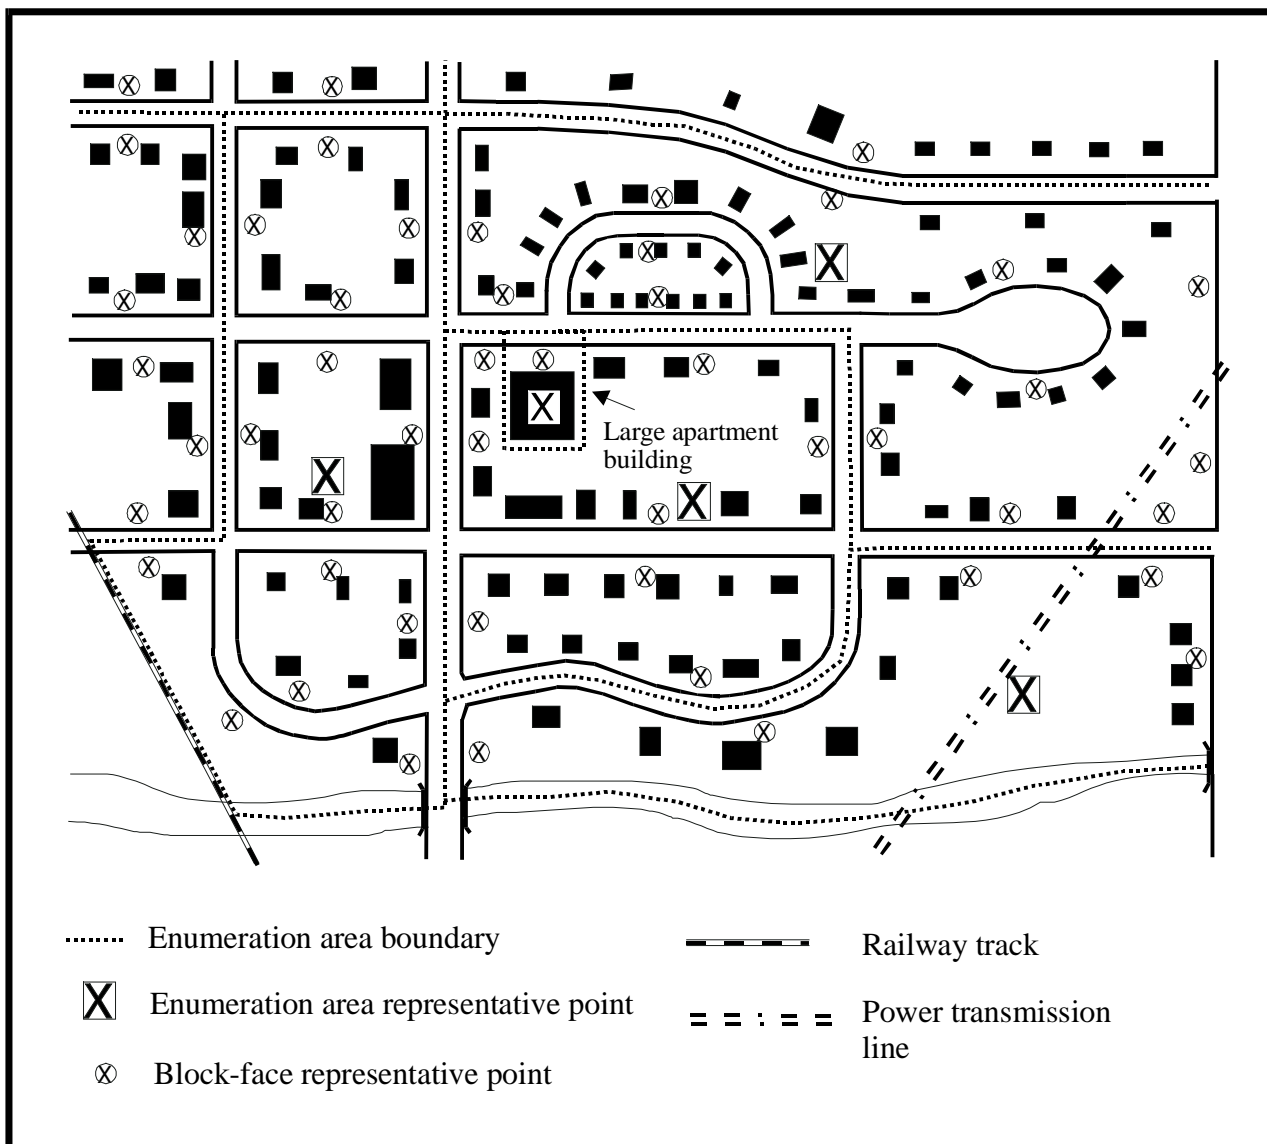 Large apartment
building
Enumeration area boundary
Railway track
Enumeration area representative point
Power transmission
line
Block-face representative point